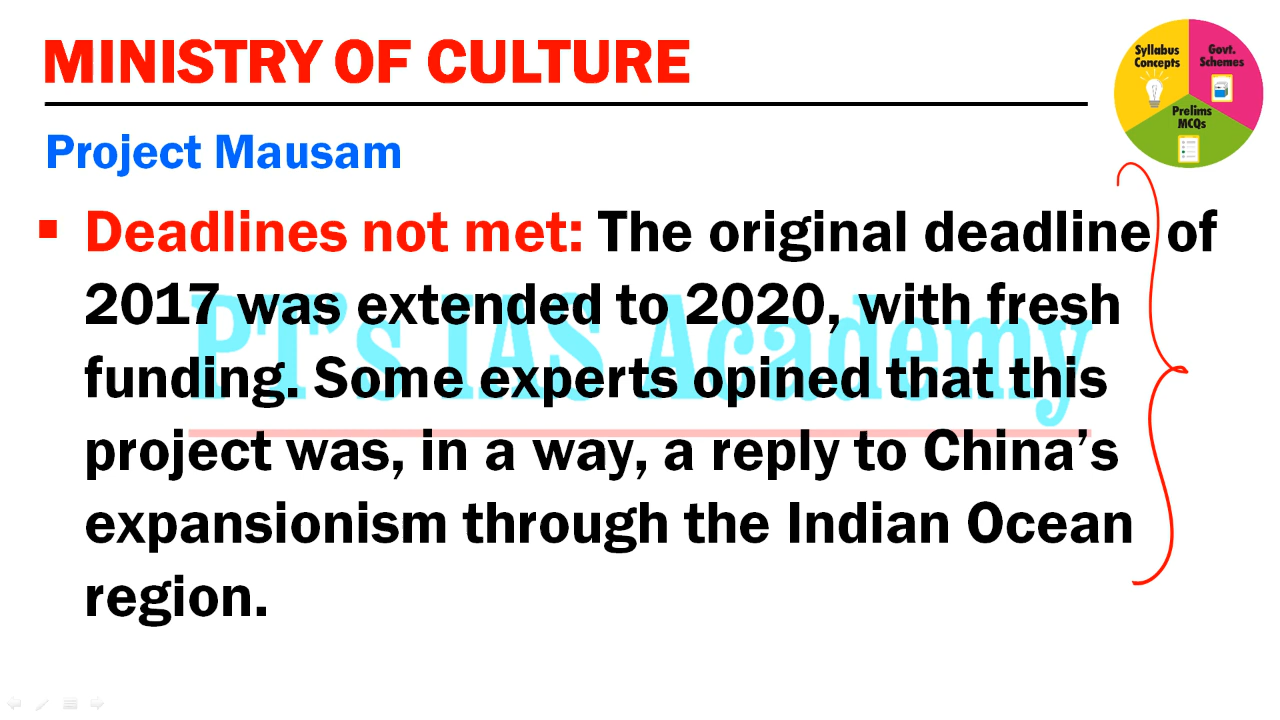 MINISTRY OF CULTURE
Syllabus
Concepts
Govt.
Schemes
Prelims
MCQs
Project Mausam
▪ Deadlines not met: The original deadline of
2017 was extended to 2020, with fresh
funding. Some experts opined that this
project was, in a way, a reply to China’s
expansionism through the Indian Ocean
region.
PT's IAS Academy